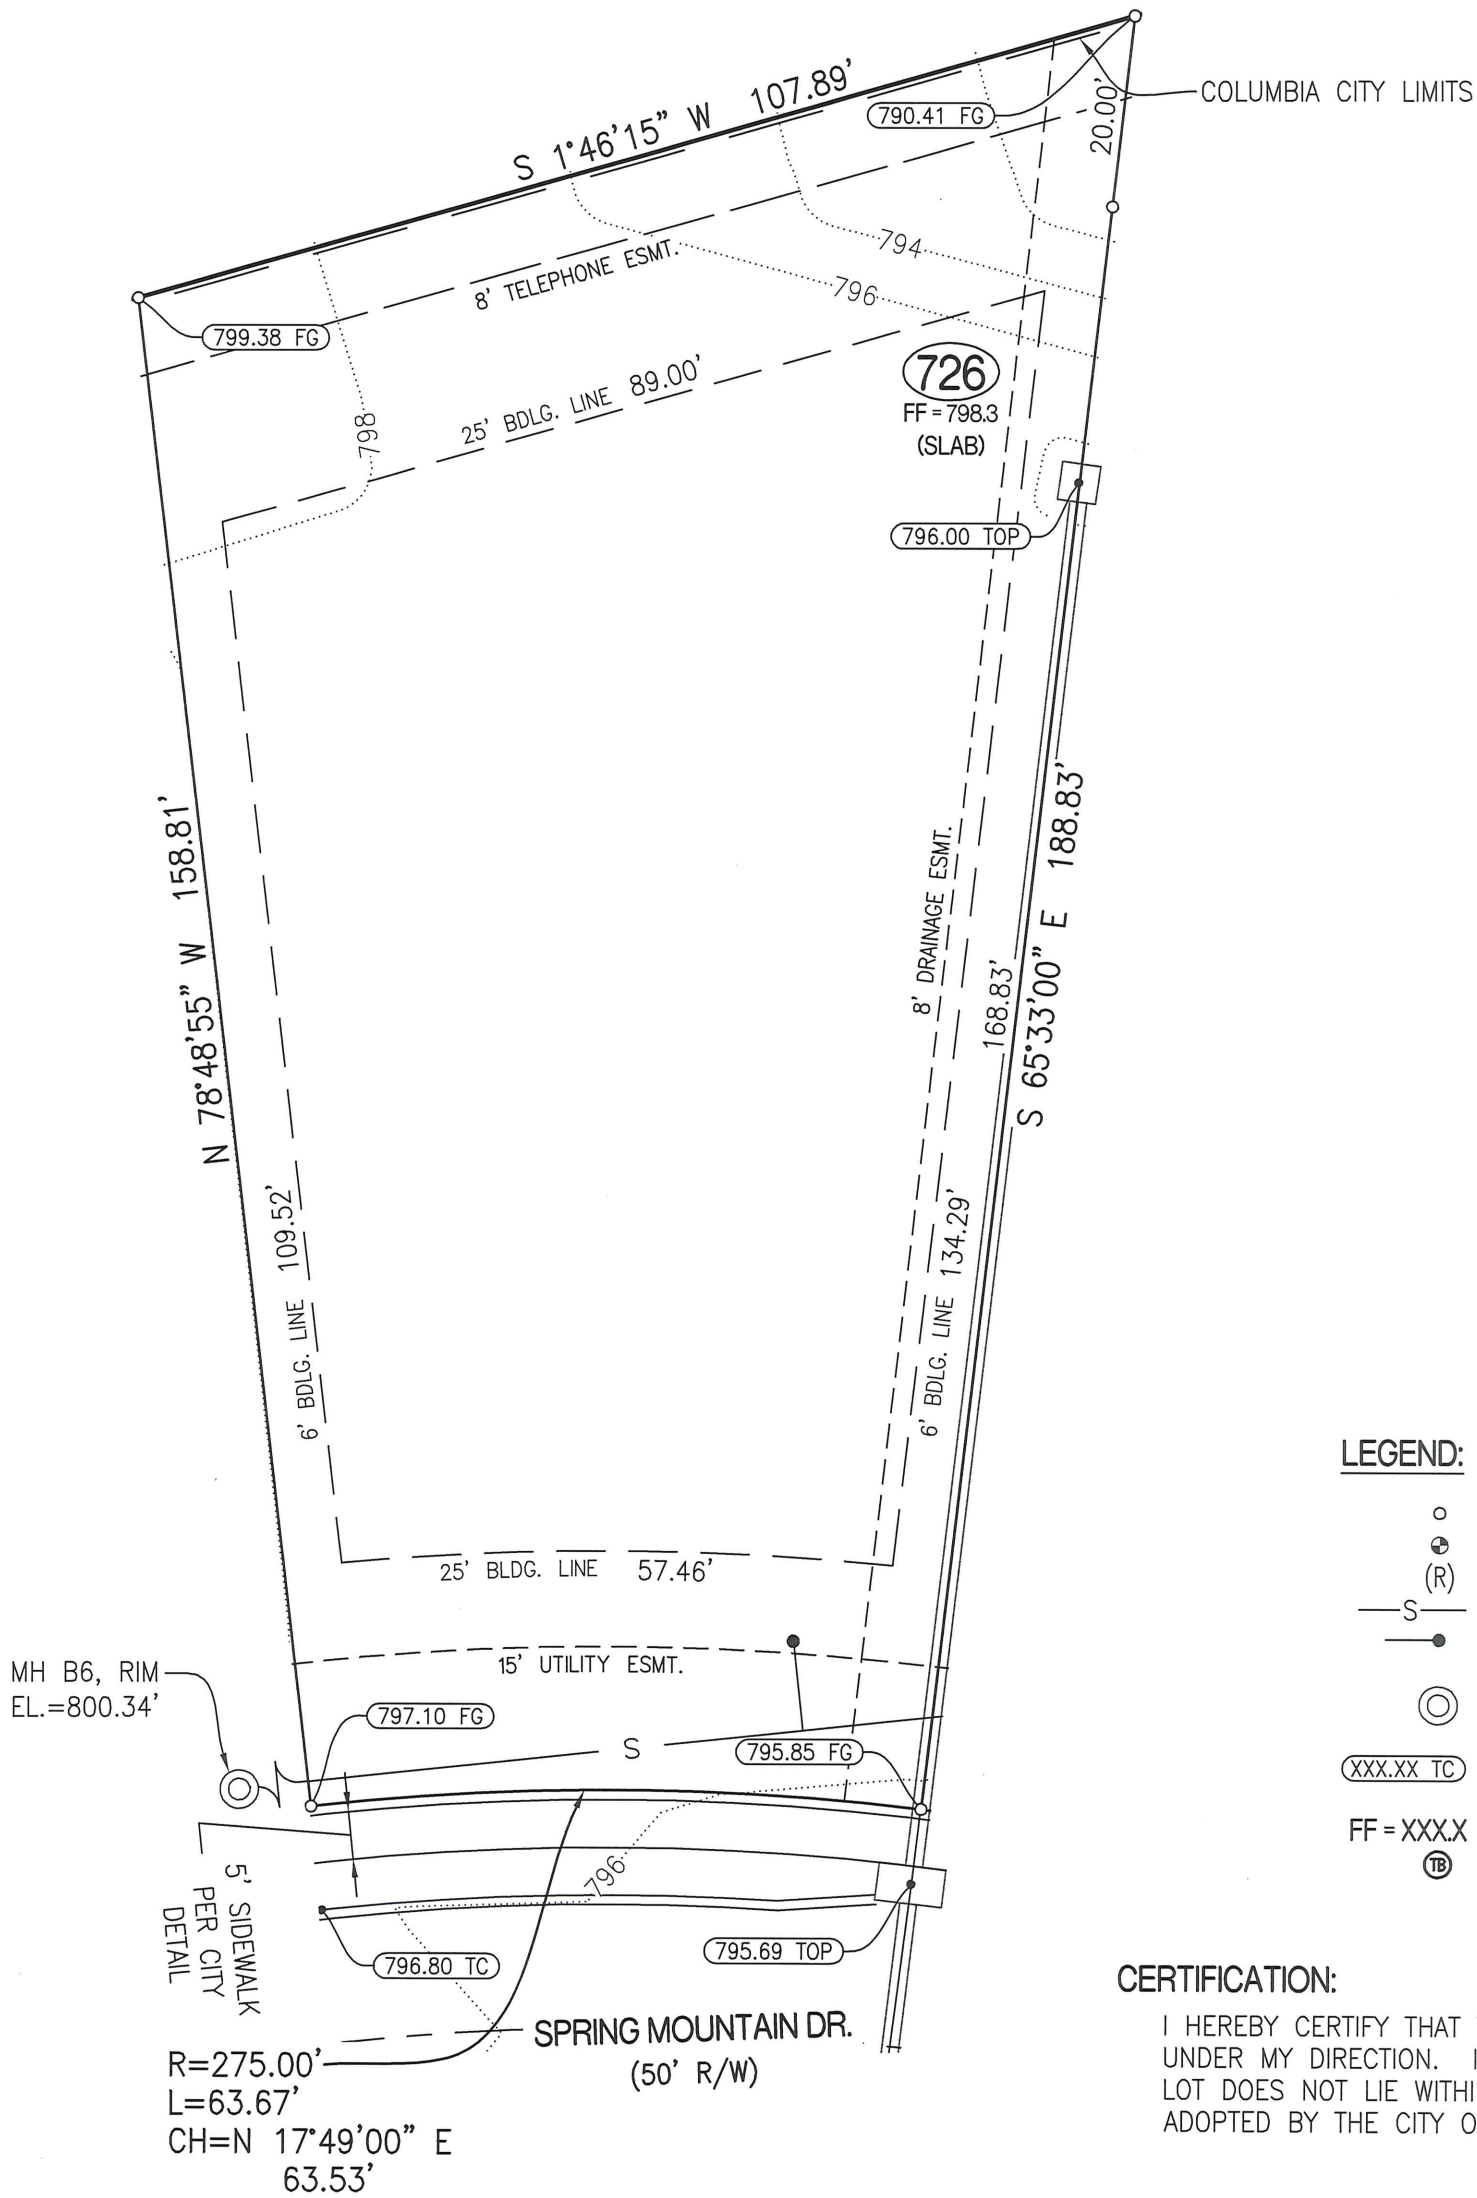 S 1°46'15" W 107.89'
790.41 FG
COLUMBIA CITY LIMITS
20.00'
799.38 FG
8' TELEPHONE ESMT.
794
796
798
25' BDLG. LINE 89.00'
726
FF = 798.3
(SLAB)
796.00 TOP
N 78°48'55" W 158.81'
S 65°33'00" E 188.83'
168.83'
8' DRAINAGE ESMT.
6' BDLG. LINE 109.52'
6' BDLG. LINE 134.29'
25' BLDG. LINE 57.46'
15' UTILITY ESMT.
MH B6, RIM
EL.=800.34'
797.10 FG
S
795.85 FG
796
5' SIDEWALK
PER CITY
DETAIL
796.80 TC
795.69 TOP
SPRING MOUNTAIN DR.
(50' R/W)
R=275.00'
L=63.67'
CH=N 17°49'00" E
63.53'
LEGEND:
(R)
S
XXX.XX TC
FF = XXX.X
TB
CERTIFICATION:
I HEREBY CERTIFY THAT
UNDER MY DIRECTION. I
LOT DOES NOT LIE WITHI
ADOPTED BY THE CITY O